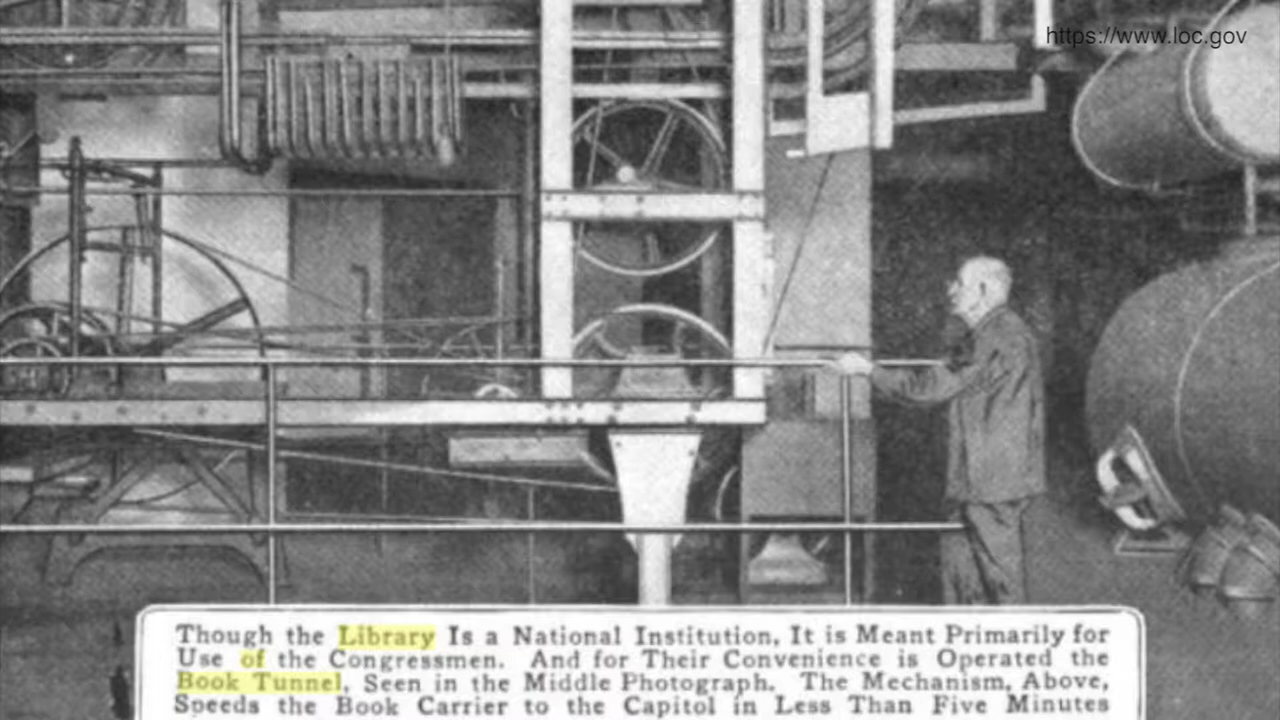 https://www.loc.gov
Though the Library Is a National Institution, It is Meant Primarily for
Use of the Congressmen. And for Their Convenience is Operated the
Book Tunnel, Seen in the Middle Photograph. The Mechanism, Above,
Speeds the Book Carrier to the Capitol in Less Than Five Minutes